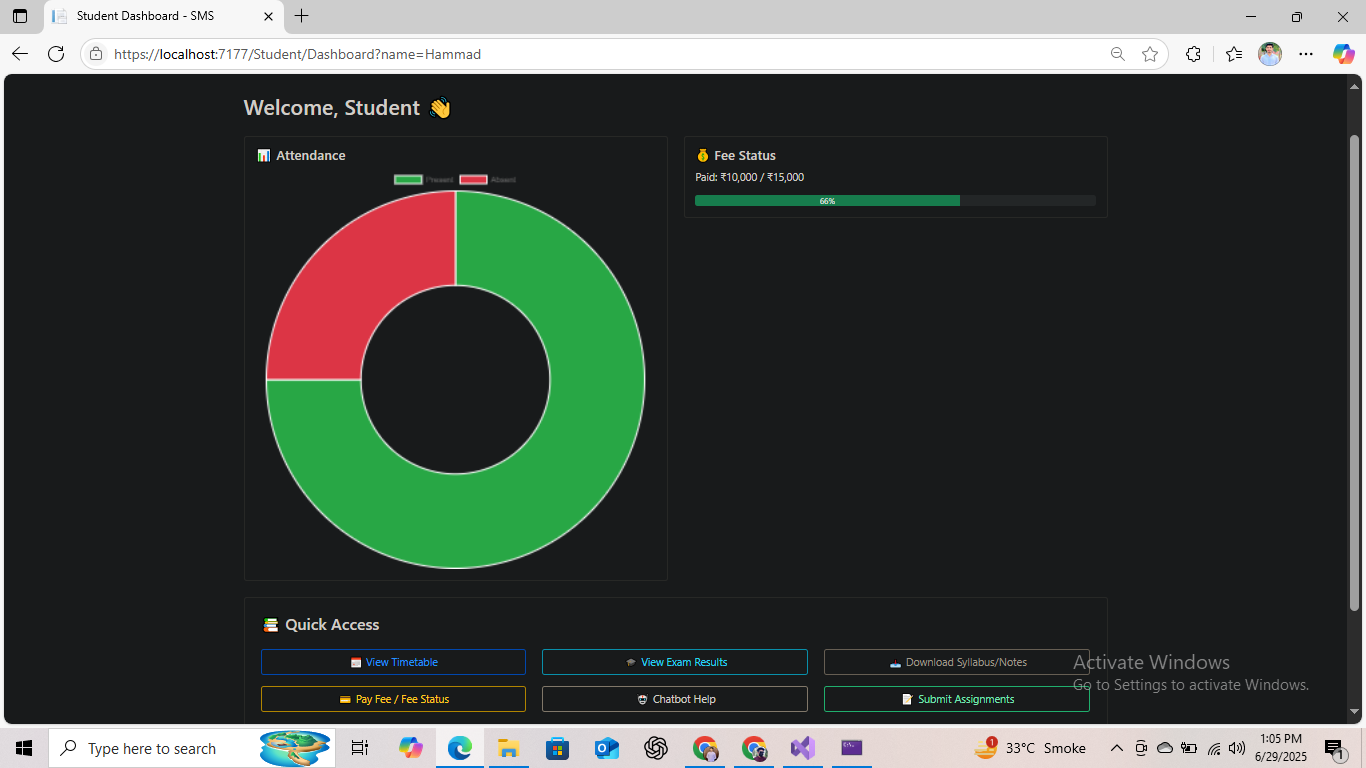 Student Dashboard - SMS
https://localhost:7177/Student/Dashboard?name=Hammad
Welcome, Student 👋
📊 Attendance
Present Absent
💰 Fee Status
Paid: ₹10,000 / ₹15,000
66%
📚 Quick Access
📅 View Timetable
🎓 View Exam Results
📥 Download Syllabus/Notes
💳 Pay Fee / Fee Status
🤖 Chatbot Help
📝 Submit Assignments
Activate Windows
Go to Settings to activate Windows.
Type here to search
1
33°C Smoke
1:05 PM
6/29/2025
1